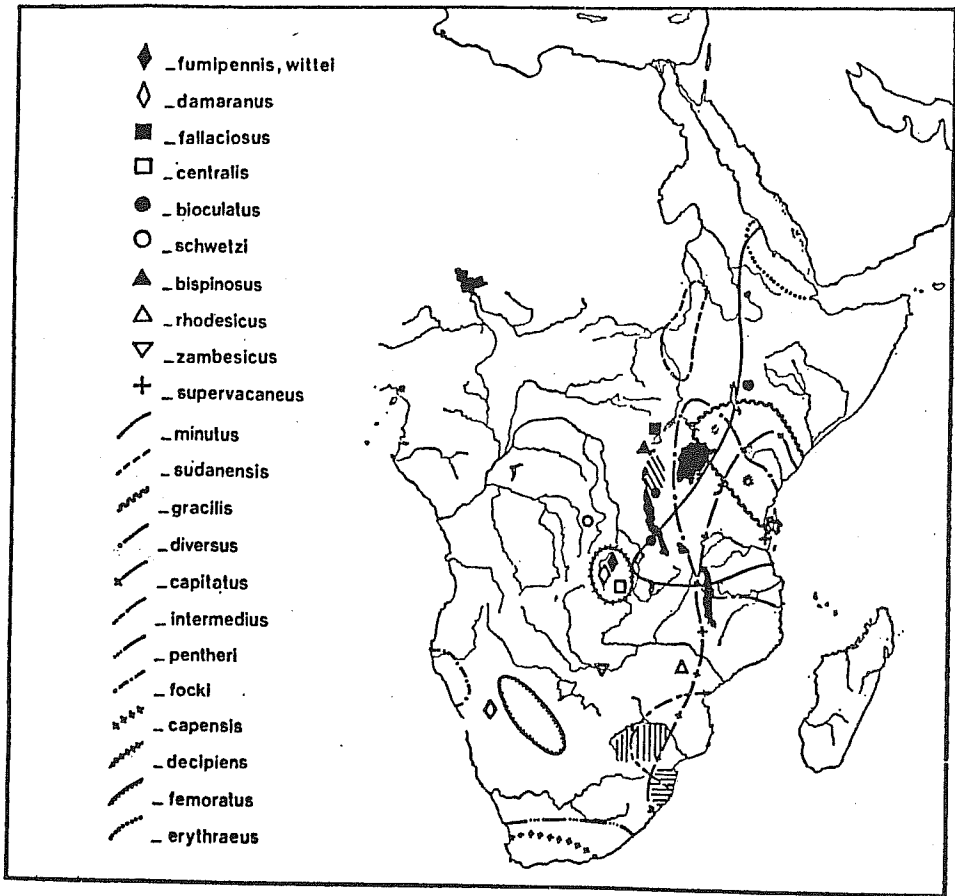 _fumipennis, wittei
_damaranus
_fallaciosus
_centralis
_bioculatus
_schwetzi
_bispinosus
_rhodesicus
_zambesicus
_supervacaneus
_minutus
_sudanensis
_gracilis
_diversus
_capitatus
_intermedius
_pentheri
_focki
_capensis
_decipiens
_femoratus
_erythraeus